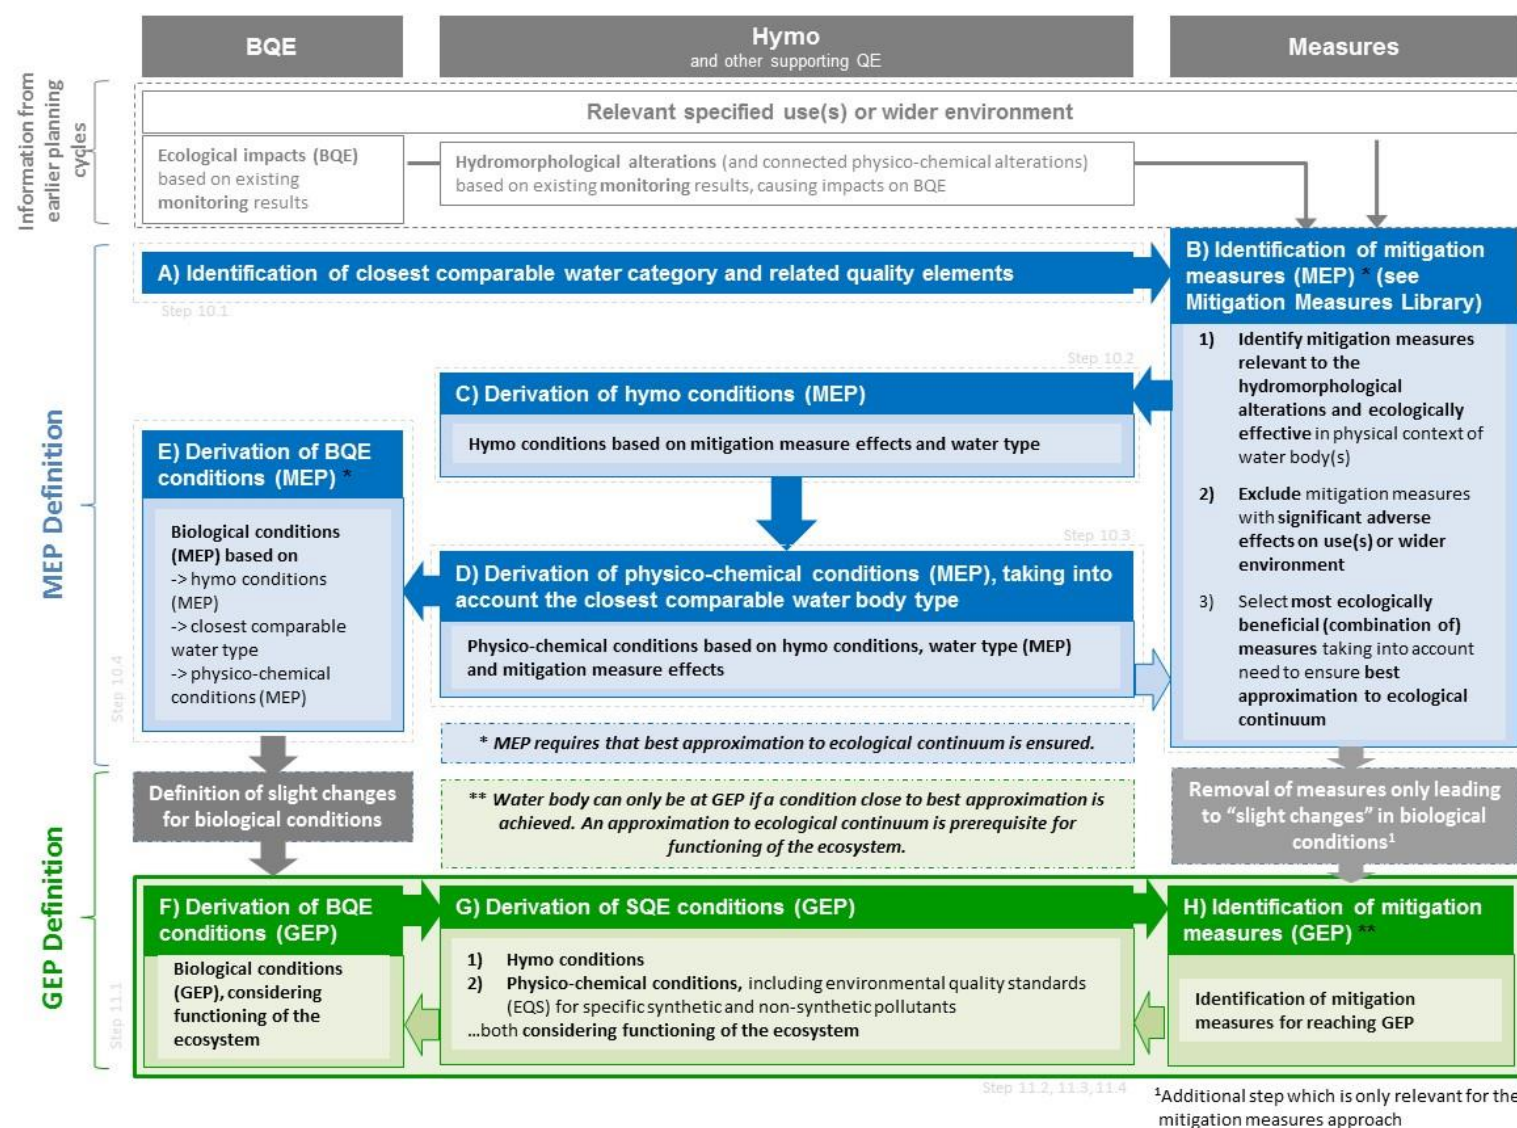 BQE
Hymo
and other supporting QE
Measures
Information from
earlier planning
cycles
Relevant specified use(s) or wider environment
Ecological impacts (BQE)
based on existing
monitoring results
Hydromorphological alterations (and connected physico-chemical alterations)
based on existing monitoring results, causing impacts on BQE
MEP Definition
A) Identification of closest comparable water category and related quality elements
Step 10.1
B) Identification of mitigation
measures (MEP) * (see
Mitigation Measures Library)
1) Identify mitigation measures
relevant to the
hydromorphological
alterations and ecologically
effective in physical context of
water body(s)
2) Exclude mitigation measures
with significant adverse
effects on use(s) or wider
environment
3) Select most ecologically
beneficial (combination of)
measures taking into account
need to ensure best
approximation to ecological
continuum
Step 10.2
C) Derivation of hymo conditions (MEP)
Hymo conditions based on mitigation measure effects and water type
Step 10.3
D) Derivation of physico-chemical conditions (MEP), taking into
account the closest comparable water body type
Physico-chemical conditions based on hymo conditions, water type (MEP)
and mitigation measure effects
E) Derivation of BQE
conditions (MEP) *
Biological conditions
(MEP) based on
-> hymo conditions
(MEP)
-> closest comparable
water type
-> physico-chemical
conditions (MEP)
Step 10.4
* MEP requires that best approximation to ecological continuum is ensured.
GEP Definition
Definition of slight changes
for biological conditions
** Water body can only be at GEP if a condition close to best approximation is
achieved. An approximation to ecological continuum is prerequisite for
functioning of the ecosystem.
Removal of measures only leading
to “slight changes” in biological
conditions¹
F) Derivation of BQE
conditions (GEP)
Biological conditions
(GEP), considering
functioning of the
ecosystem
Step 11.1
G) Derivation of SQE conditions (GEP)
1) Hymo conditions
2) Physico-chemical conditions, including environmental quality standards
(EQS) for specific synthetic and non-synthetic pollutants
...both considering functioning of the ecosystem
H) Identification of mitigation
measures (GEP) **
Identification of mitigation
measures for reaching GEP
Step 11.2, 11.3, 11.4
¹Additional step which is only relevant for the
mitigation measures approach